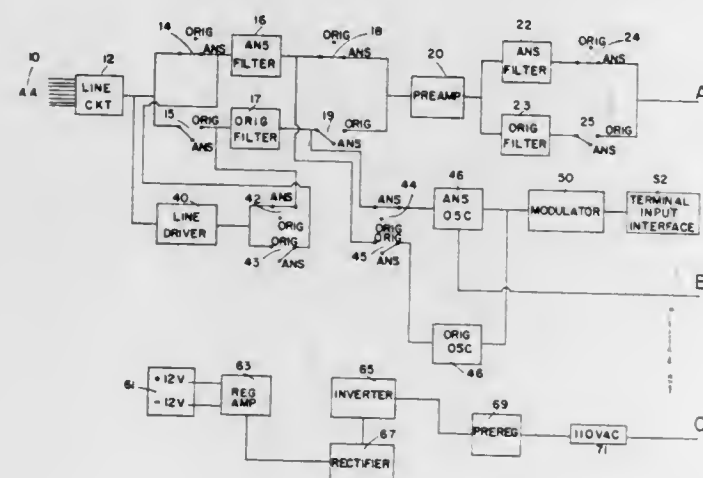 14
ORIG
ANS
16
ANS
FILTER
ORIG
ANS
18
22
ANS
FILTER
ORIG
24
ANS
10
A A
12
LINE
CKT
20
PREAMP
A
15
ORIG
ANS
17
ORIG
FILTER
19
ORIG
ANS
23
ORIG
FILTER
25
ORIG
ANS
40
LINE
DRIVER
ANS
42
ORIG
ORIG
43
ANS
ANS
44
ORIG
ORIG
45
ANS
46
ANS
OSC
50
MODULATOR
52
TERMINAL
INPUT
INTERFACE
B
ORIG
OSC
46
61
+ 12V
- 12V
63
REG
AMP
65
INVERTER
67
RECTIFIER
69
PREREG
110VAC
71
C